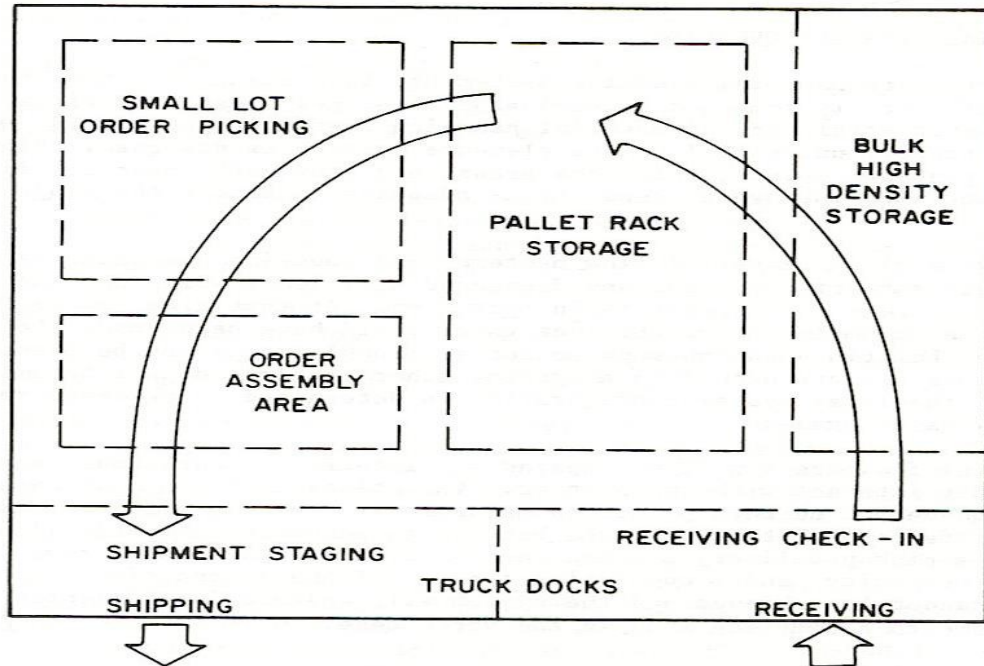 SMALL LOT
ORDER PICKING
BULK
HIGH
DENSITY
STORAGE
PALLET RACK
STORAGE
ORDER
ASSEMBLY
AREA
SHIPMENT STAGING
RECEIVING CHECK-IN
TRUCK DOCKS
SHIPPING
RECEIVING